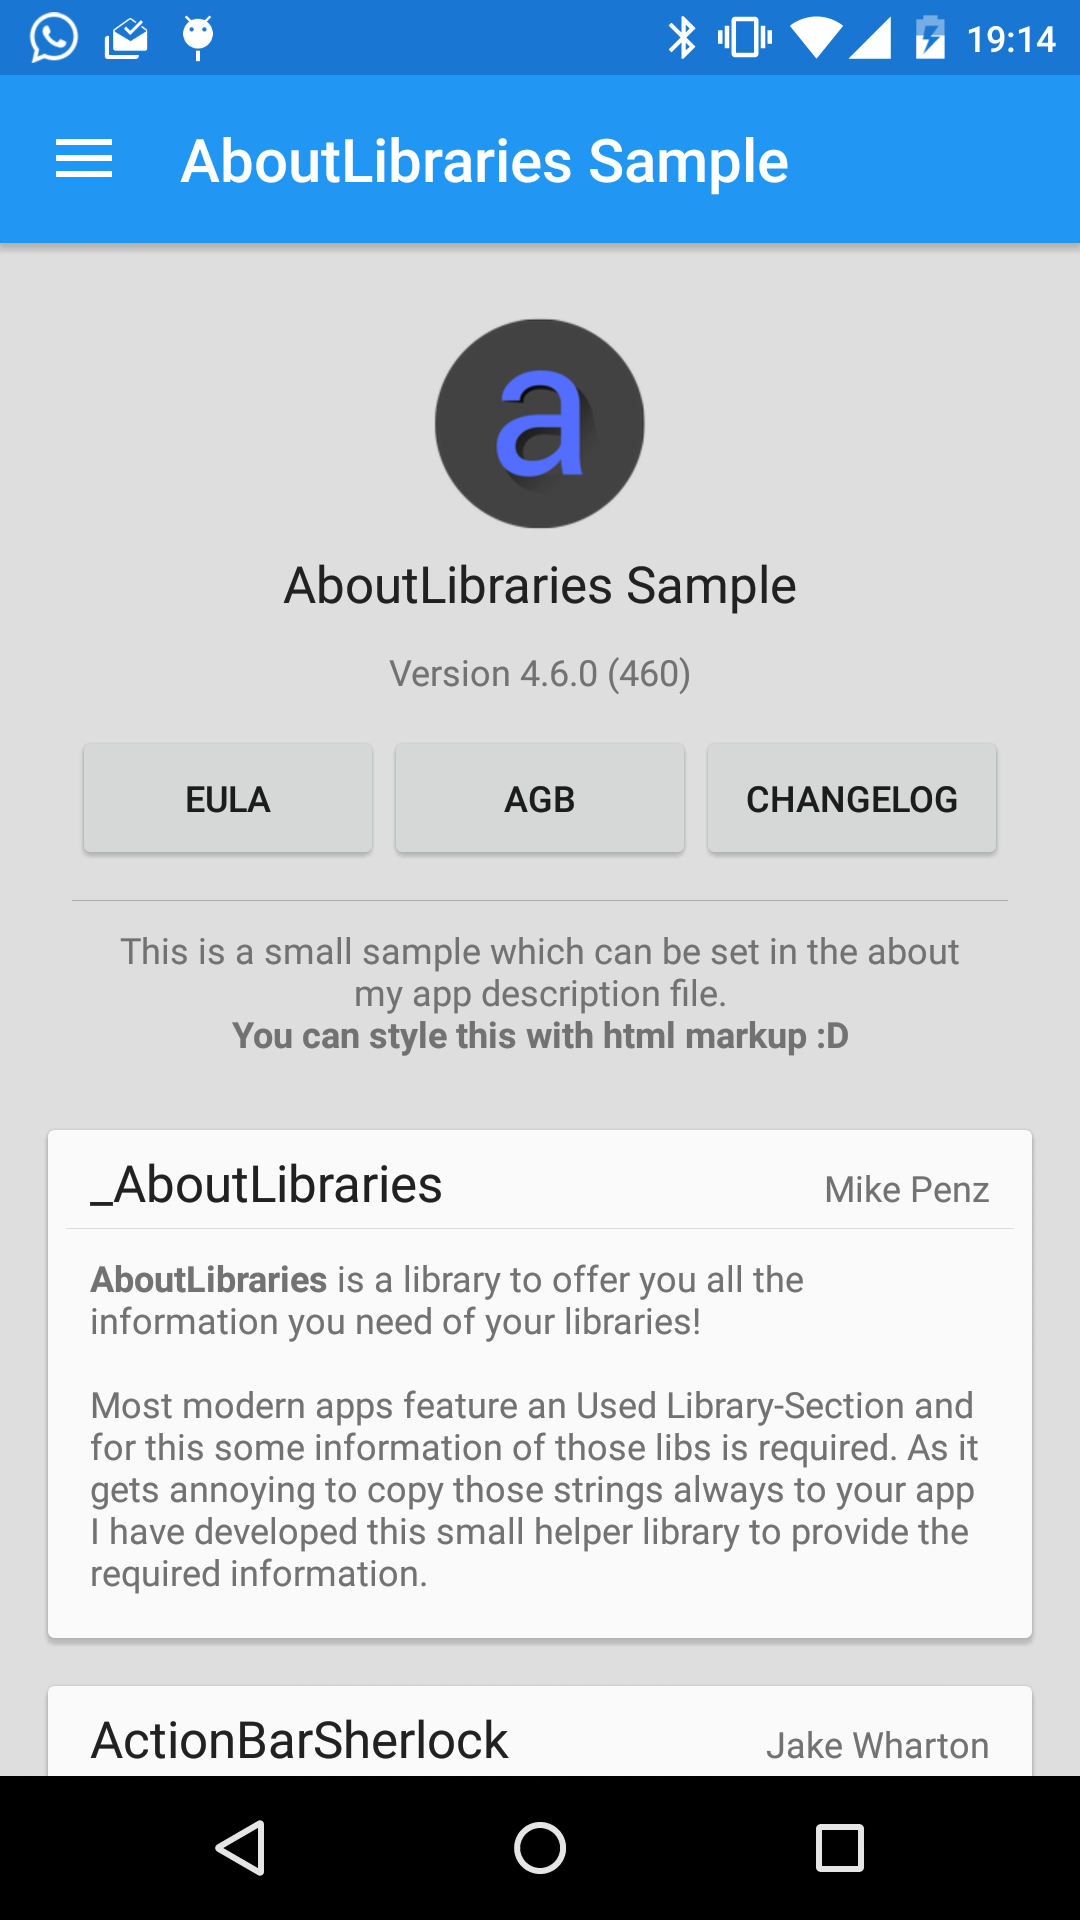 19:14
AboutLibraries Sample
a
AboutLibraries Sample
Version 4.6.0 (460)
EULA AGB CHANGELOG
This is a small sample which can be set in the about
my app description file.
You can style this with html markup :D
_AboutLibraries Mike Penz
AboutLibraries is a library to offer you all the
information you need of your libraries!
Most modern apps feature an Used Library-Section and
for this some information of those libs is required. As it
gets annoying to copy those strings always to your app
I have developed this small helper library to provide the
required information.
ActionBarSherlock Jake Wharton